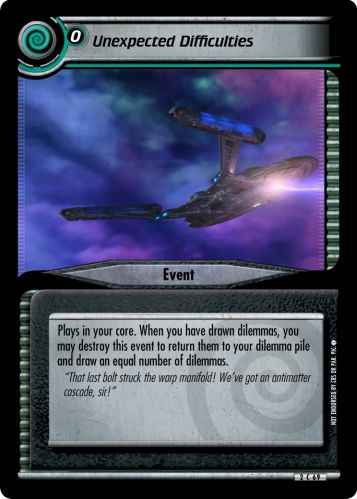 0 Unexpected Difficulties
Event
Plays in your core. When you have drawn dilemmas, you
may destroy this event to return them to your dilemma pile
and draw an equal number of dilemmas.
"That last bolt struck the warp manifold! We've got an antimatter
cascade, sir!"
NOT ENDORSED BY CBS OR PAR. PIC.
2 C 69